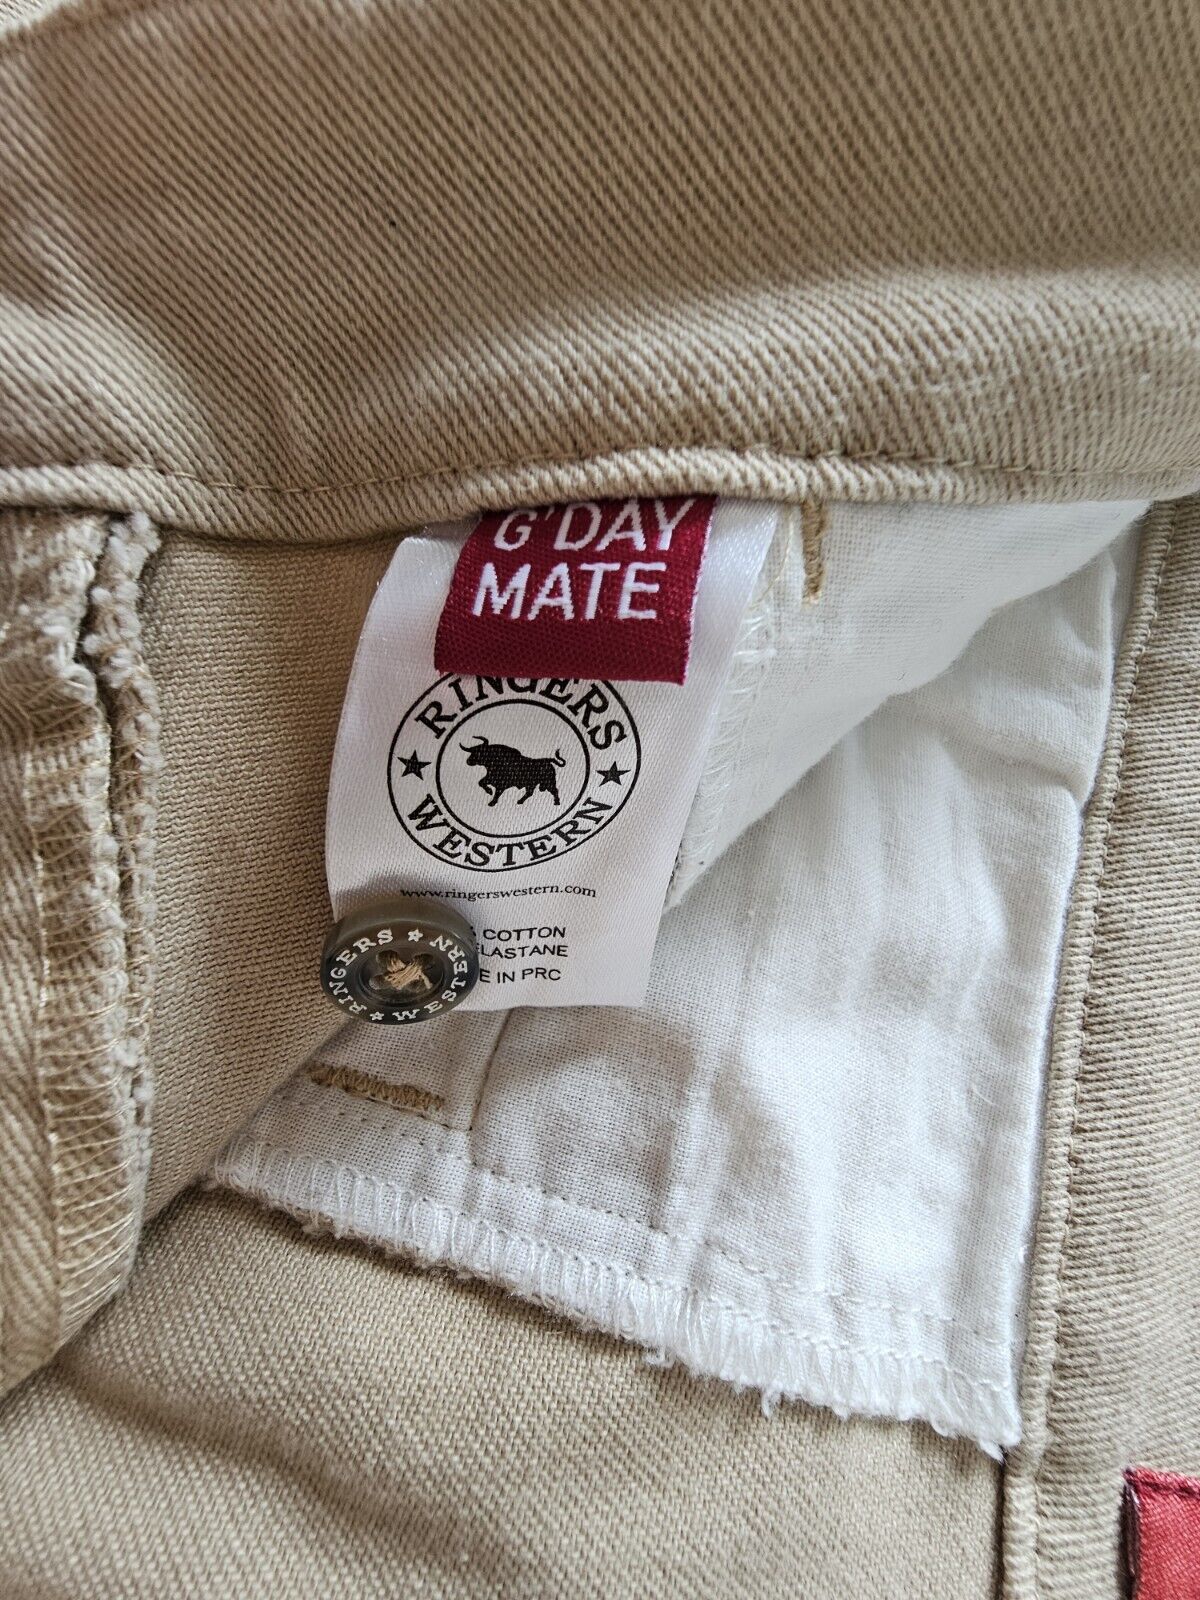 G'DAY
MATE
RINGERS
WESTERN
www.ringerswestern.com
COTTON
ELASTANE
IN PRC
RINGERS WESTERN